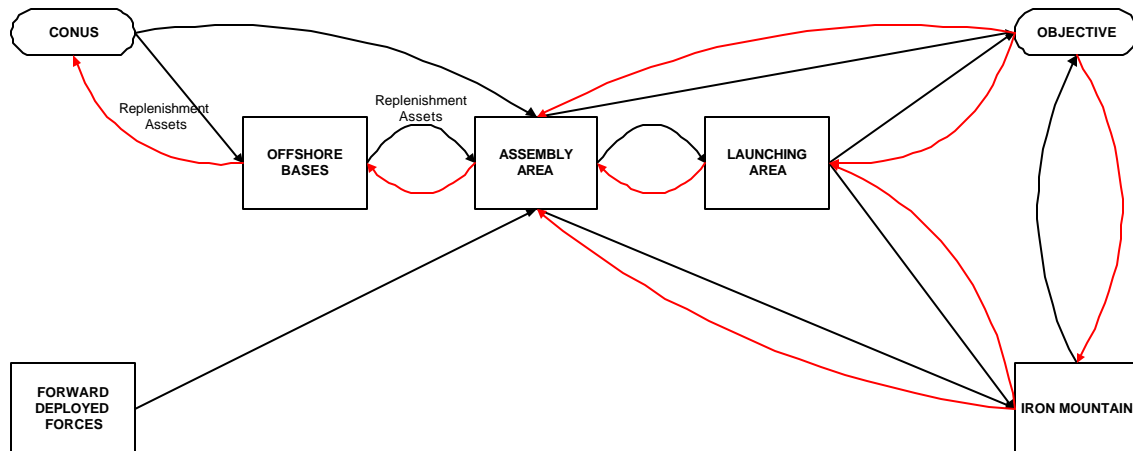 CONUS
OBJECTIVE
Replenishment
Assets
Replenishment
Assets
OFFSHORE
BASES
ASSEMBLY
AREA
LAUNCHING
AREA
FORWARD
DEPLOYED
FORCES
IRON MOUNTAIN